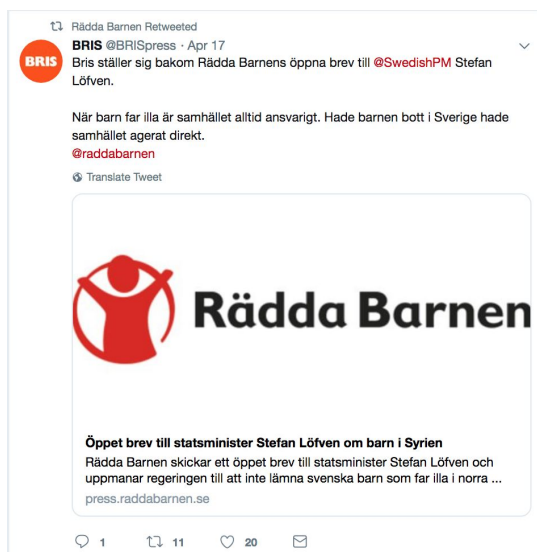 Rädda Barnen Retweeted
BRIS @BRISpress · Apr 17
BRIS
Bris ställer sig bakom Rädda Barnens öppna brev till @SwedishPM Stefan
Löfven.
När barn far illa är samhället alltid ansvarigt. Hade barnen bott i Sverige hade
samhället agerat direkt.
@raddabarnen
Translate Tweet
Rädda Barnen
Öppet brev till statsminister Stefan Löfven om barn i Syrien
Rädda Barnen skickar ett öppet brev till statsminister Stefan Löfven och
uppmanar regeringen till att inte lämna svenska barn som far illa i norra ...
press.raddabarnen.se
1 11 20